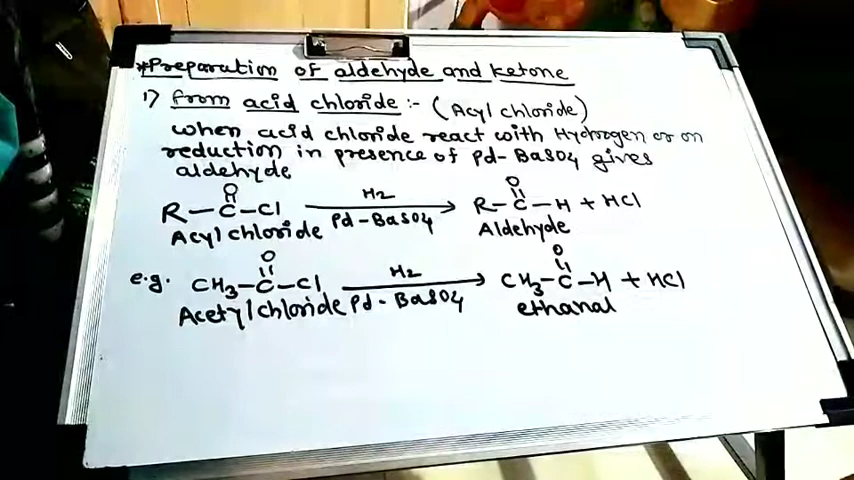 *Preparation of aldehyde and ketone
1) from acid chloride :- (Acyl chloride)
when acid chloride react with Hydrogen or on
reduction in presence of Pd-BaSO4 gives
aldehyde
O H2 O
R-C-Cl Pd-BaSO4 R-C-H + HCl
Acyl chloride Aldehyde
O H2 O
e.g. CH3-C-Cl Pd-BaSO4 CH3-C-H + HCl
Acetyl chloride ethanal